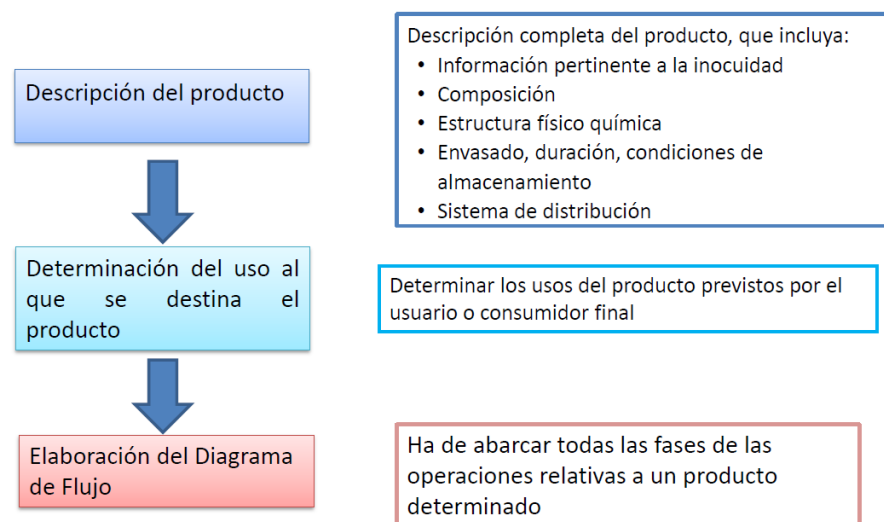 Descripción del producto
Descripción completa del producto, que incluya:
• Información pertinente a la inocuidad
• Composición
• Estructura físico química
• Envasado, duración, condiciones de
almacenamiento
• Sistema de distribución
Determinación del uso al
que se destina el
producto
Determinar los usos del producto previstos por el
usuario o consumidor final
Elaboración del Diagrama
de Flujo
Ha de abarcar todas las fases de las
operaciones relativas a un producto
determinado